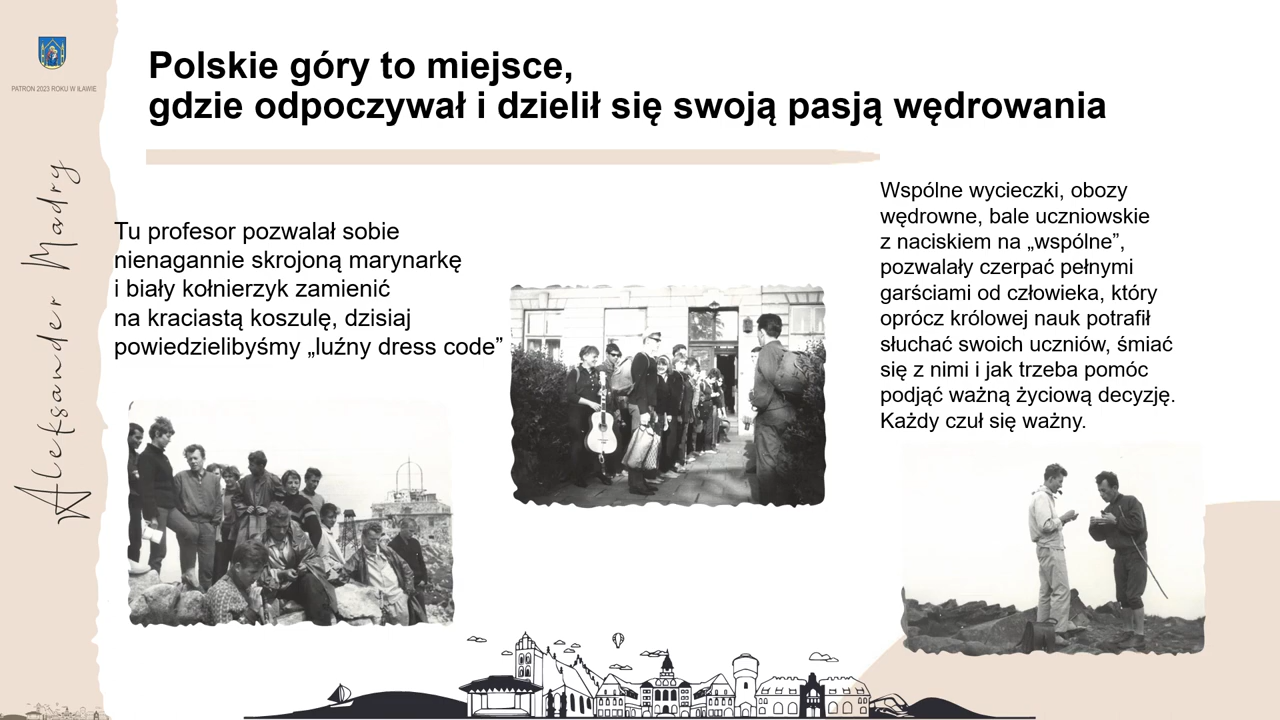 PATRON 2023 ROKU W IŁAWIE
Aleksander Madry
Polskie góry to miejsce,
gdzie odpoczywał i dzielił się swoją pasją wędrowania
Tu profesor pozwalał sobie
nienagannie skrojoną marynarkę
i biały kołnierzyk zamienić
na kraciastą koszulę, dzisiaj
powiedzielibyśmy „luźny dress code”
Wspólne wycieczki, obozy
wędrowne, bale uczniowskie
z naciskiem na „wspólne”,
pozwalały czerpać pełnymi
garściami od człowieka, który
oprócz królowej nauk potrafił
słuchać swoich uczniów, śmiać
się z nimi i jak trzeba pomóc
podjąć ważną życiową decyzję.
Każdy czuł się ważny.